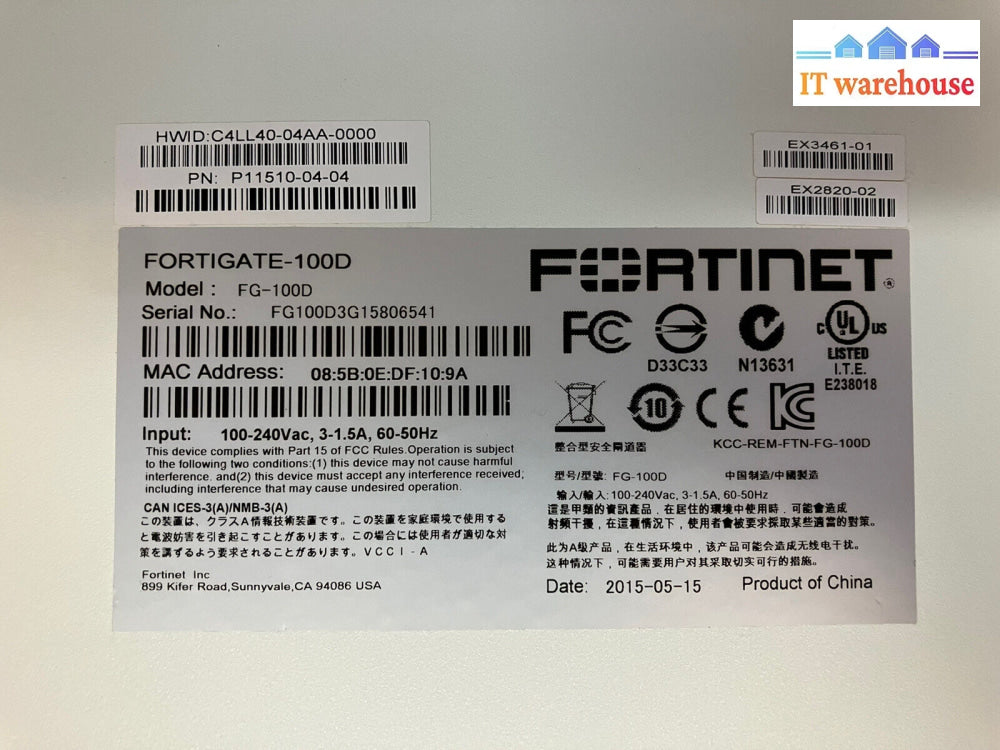 IT warehouse
HWID:C4LL40-04AA-0000
PN: P11510-04-04
EX3461-01
EX2820-02
FORTIGATE-100D
Model : FG-100D
Serial No.: FG100D3G15806541
MAC Address: 08:5B:0E:DF:10:9A
Input: 100-240Vac, 3-1.5A, 60-50Hz
This device complies with Part 15 of FCC Rules.Operation is subject
to the following two conditions:(1) this device may not cause harmful
interference. and(2) this device must accept any interference received;
including interference that may cause undesired operation.
CAN ICES-3(A)/NMB-3(A)
この装置は、クラスA情報技術装置です。この装置を家庭環境で使用する
と電波妨害を引き起こすことがあります。この場合には使用者が適切な対
策を講ずるよう要求されることがあります。VCCI-A
Fortinet Inc
899 Kifer Road,Sunnyvale,CA 94086 USA
FORTINET®
FC
D33C33
N13631
C UL US
LISTED
I.T.E.
E238018
10
CE
KC
整合型安全閘道器
KCC-REM-FTN-FG-100D
型号/型號: FG-100D 中国制造/中國製造
输入/輸入: 100-240Vac, 3-1.5A, 60-50Hz
這是甲類的資訊產品，在居住的環境中使用時，可能會造成
射頻干擾，在這種情況下，使用者會被要求採取某些適當的對策。
此为A级产品，在生活环境中，该产品可能会造成无线电干扰。
这种情况下，可能需要用户对其采取切实可行的措施。
Date: 2015-05-15 Product of China